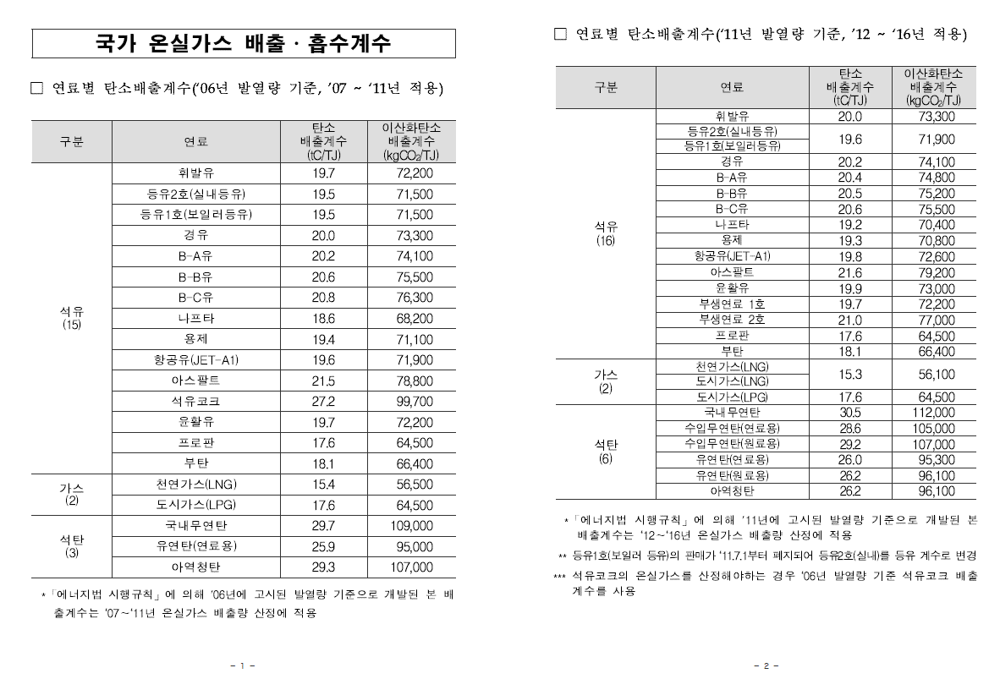 국가 온실가스 배출·흡수계수
□ 연료별 탄소배출계수(‘06년 발열량 기준, ’07 ~ ‘11년 적용)
구분 연료 탄소 배출계수 (tC/TJ) 이산화탄소 배출계수 (kgCO₂/TJ)
석유 (15)
휘발유 19.7 72,200
등유2호(실내등유) 19.5 71,500
등유1호(보일러등유) 19.5 71,500
경유 20.0 73,300
B-A유 20.2 74,100
B-B유 20.6 75,500
B-C유 20.8 76,300
나프타 18.6 68,200
용제 19.4 71,100
항공유(JET-A1) 19.6 71,900
아스팔트 21.5 78,800
석유코크 27.2 99,700
윤활유 19.7 72,200
프로판 17.6 64,500
부탄 18.1 66,400
가스 (2)
천연가스(LNG) 15.4 56,500
도시가스(LPG) 17.6 64,500
석탄 (3)
국내무연탄 29.7 109,000
유연탄(연료용) 25.9 95,000
아역청탄 29.3 107,000
*「에너지법 시행규칙」에 의해 ’06년에 고시된 발열량 기준으로 개발된 본 배
출계수는 ‘07~‘11년 온실가스 배출량 산정에 적용
- 1 -
□ 연료별 탄소배출계수(‘11년 발열량 기준, ’12 ~ ‘16년 적용)
구분 연료 탄소 배출계수 (tC/TJ) 이산화탄소 배출계수 (kgCO₂/TJ)
석유 (16)
휘발유 20.0 73,300
등유2호(실내등유) 19.6 71,900
등유1호(보일러등유)
경유 20.2 74,100
B-A유 20.4 74,800
B-B유 20.5 75,200
B-C유 20.6 75,500
나프타 19.2 70,400
용제 19.3 70,800
항공유(JET-A1) 19.8 72,600
아스팔트 21.6 79,200
윤활유 19.9 73,000
부생연료 1호 19.7 72,200
부생연료 2호 21.0 77,000
프로판 17.6 64,500
부탄 18.1 66,400
가스 (2)
천연가스(LNG) 15.3 56,100
도시가스(LNG)
도시가스(LPG) 17.6 64,500
석탄 (6)
국내무연탄 30.5 112,000
수입무연탄(연료용) 28.6 105,000
수입무연탄(원료용) 29.2 107,000
유연탄(연료용) 26.0 95,300
유연탄(원료용) 26.2 96,100
아역청탄 26.2 96,100
*「에너지법 시행규칙」에 의해 ’11년에 고시된 발열량 기준으로 개발된 본
배출계수는 ‘12~‘16년 온실가스 배출량 산정에 적용
** 등유1호(보일러 등유)의 판매가 ‘11.7.1부터 폐지되어 등유2호(실내)를 등유 계수로 변경
*** 석유코크의 온실가스를 산정해야하는 경우 ‘06년 발열량 기준 석유코크 배출
계수를 사용
- 2 -